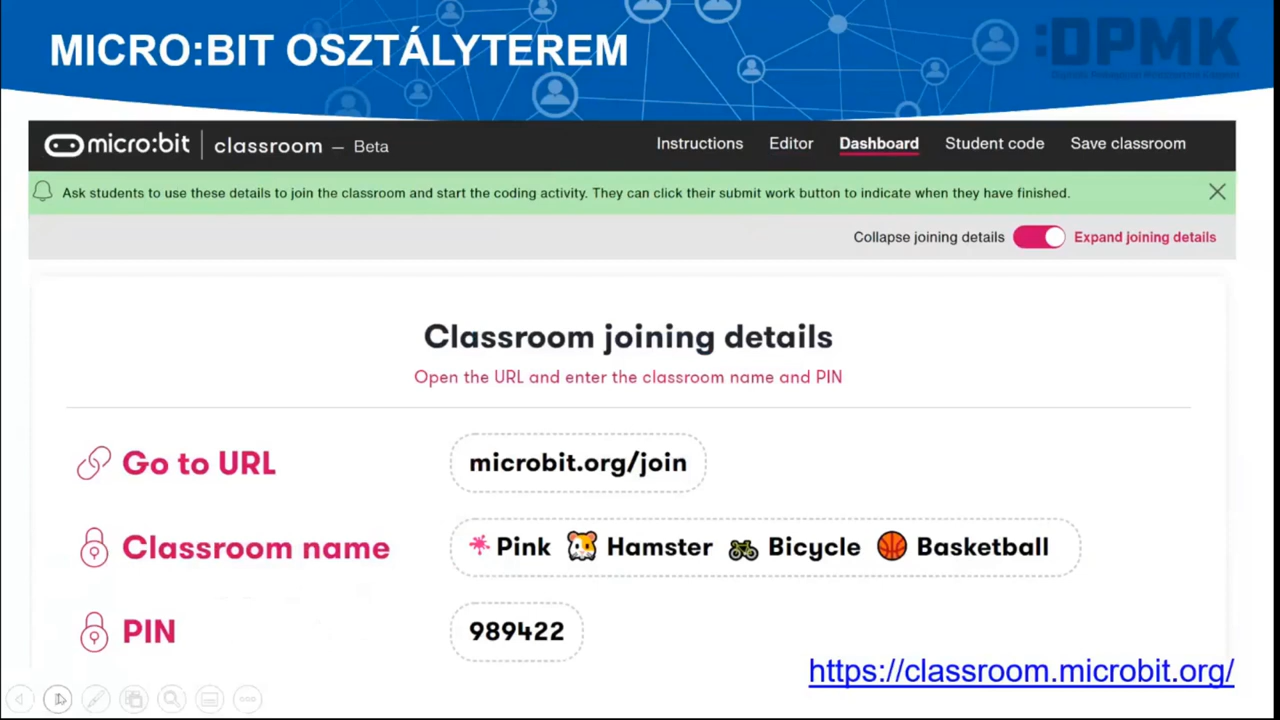 MICRO:BIT OSZTÁLYTEREM
:DPMK
micro:bit | classroom – Beta
Instructions Editor Dashboard Student code Save classroom
Ask students to use these details to join the classroom and start the coding activity. They can click their submit work button to indicate when they have finished.
Collapse joining details Expand joining details
Classroom joining details
Open the URL and enter the classroom name and PIN
Go to URL microbit.org/join
Classroom name Pink Hamster Bicycle Basketball
PIN 989422
https://classroom.microbit.org/